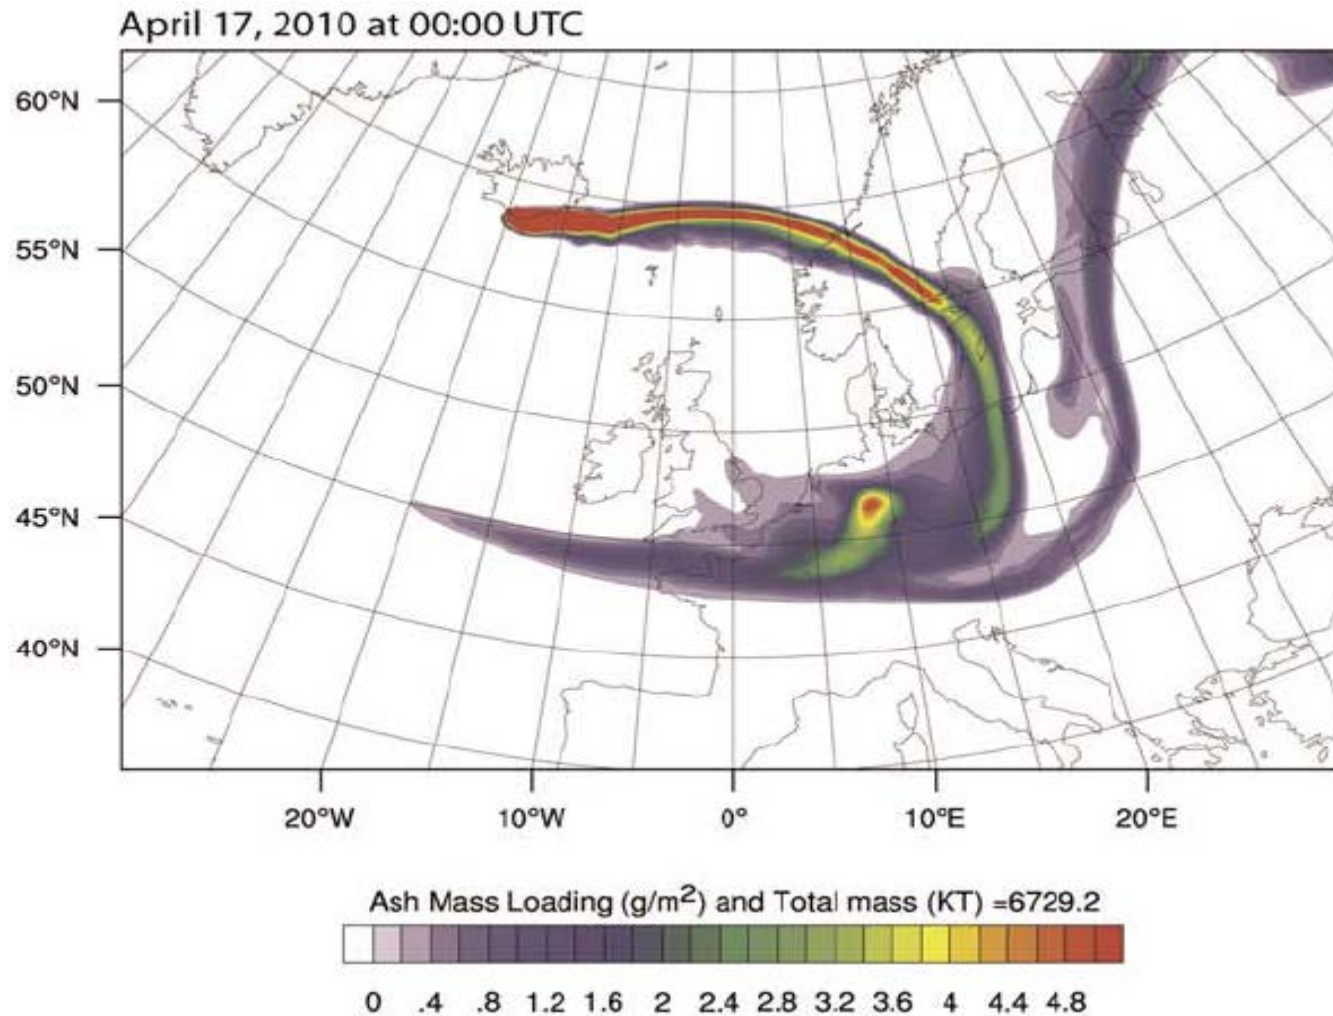 April 17, 2010 at 00:00 UTC
60°N
55°N
50°N
45°N
40°N
20°W 10°W 0° 10°E 20°E
Ash Mass Loading (g/m²) and Total mass (KT) =6729.2
0 .4 .8 1.2 1.6 2 2.4 2.8 3.2 3.6 4 4.4 4.8